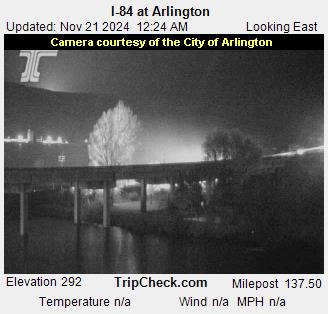 I-84 at Arlington
Updated: Nov 21 2024 12:24 AM Looking East
Camera courtesy of the City of Arlington
Elevation 292 TripCheck.com Milepost 137.50
Temperature n/a Wind n/a MPH n/a